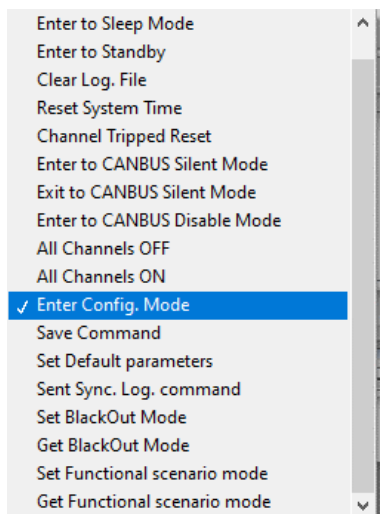 Enter to Sleep Mode
Enter to Standby
Clear Log. File
Reset System Time
Channel Tripped Reset
Enter to CANBUS Silent Mode
Exit to CANBUS Silent Mode
Enter to CANBUS Disable Mode
All Channels OFF
All Channels ON
✓ Enter Config. Mode
Save Command
Set Default parameters
Sent Sync. Log. command
Set BlackOut Mode
Get BlackOut Mode
Set Functional scenario mode
Get Functional scenario mode